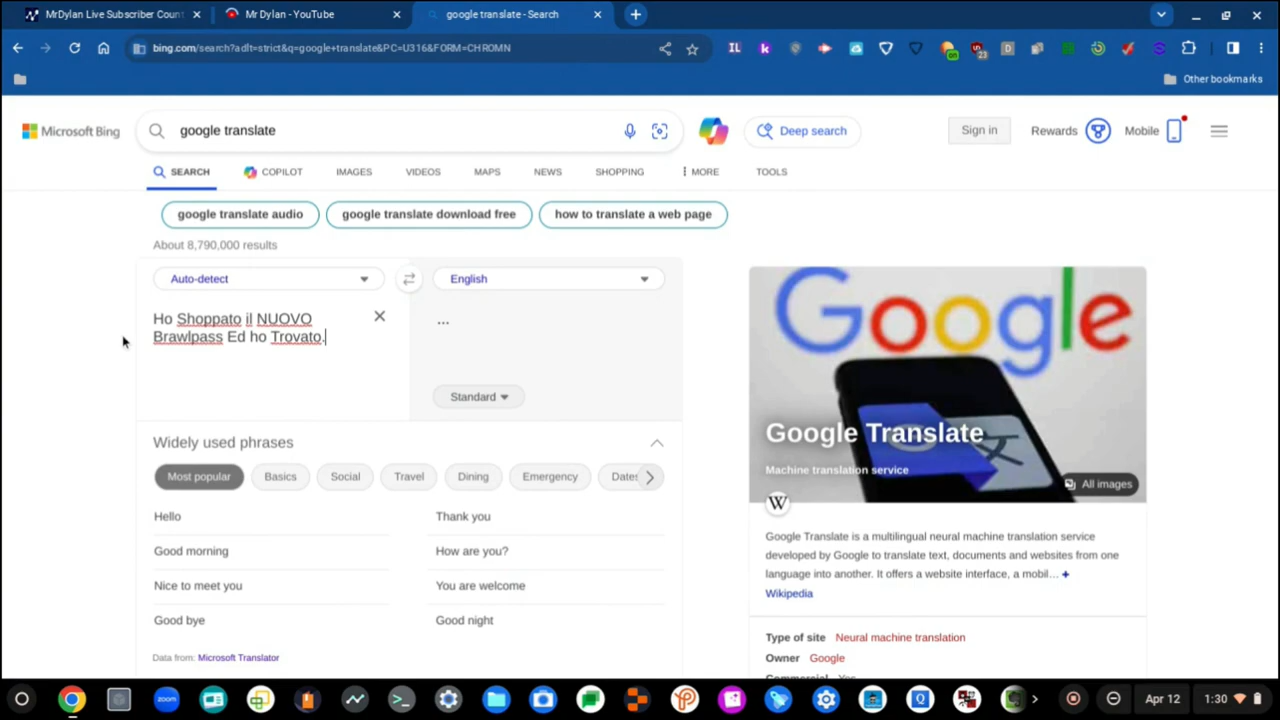 MrDylan Live Subscriber Count
Mr Dylan - YouTube
google translate - Search
bing.com/search?adlt=strict&q=google+translate&PC=U316&FORM=CHROMN
Other bookmarks
Microsoft Bing
google translate
Deep search
Sign in
Rewards
Mobile
SEARCH
COPILOT
IMAGES
VIDEOS
MAPS
NEWS
SHOPPING
MORE
TOOLS
google translate audio
google translate download free
how to translate a web page
About 8,790,000 results
Auto-detect
English
Ho Shoppato il NUOVO
Brawlpass Ed ho Trovato.
...
Standard
Widely used phrases
Most popular
Basics
Social
Travel
Dining
Emergency
Dates
Hello
Thank you
Good morning
How are you?
Nice to meet you
You are welcome
Good bye
Good night
Data from: Microsoft Translator
Google
Google Translate
Machine translation service
W
All images
Google Translate is a multilingual neural machine translation service
developed by Google to translate text, documents and websites from one
language into another. It offers a website interface, a mobil... +
Wikipedia
Type of site Neural machine translation
Owner Google
zoom
Apr 12
1:30